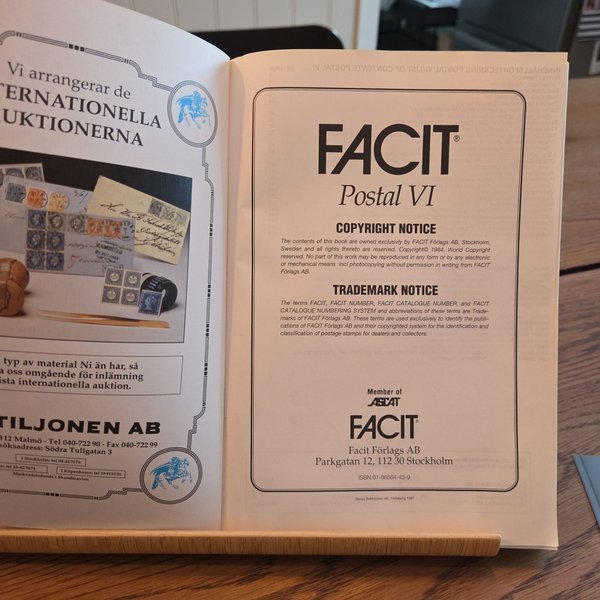 Vi arrangerar de
TERNATIONELLA
UKTIONERNA
typ av material Ni än har, så
a oss omgående för inlämning
ista internationella auktion.
TILJONEN AB
312 Malmö · Tel 040-722 90 · Fax 040-722 99
söksadress: Södra Tullgatan 3
FACIT®
Postal VI
COPYRIGHT NOTICE
The contents of this book are owned exclusively by FACIT Förlags AB, Stockholm,
Sweden and all rights thereto are reserved. Copyright© 1984. World Copyright
reserved. No part of this work may be reproduced in any form or by any electronic
or mechanical means incl photocopying without permission in writing from FACIT
Förlags AB.
TRADEMARK NOTICE
The terms FACIT, FACIT NUMBER, FACIT CATALOGUE NUMBER, and FACIT
CATALOGUE NUMBERING SYSTEM and abbreviations of these terms are Trade-
marks of FACIT Förlags AB. These terms are used exclusively to identify the publi-
cations of FACIT Förlags AB and their copyrighted system for the identification and
classification of postage stamps for dealers and collectors.
Member of
ASCAT
FACIT®
Facit Förlags AB
Parkgatan 12, 112 30 Stockholm
ISBN 91-86564-43-9